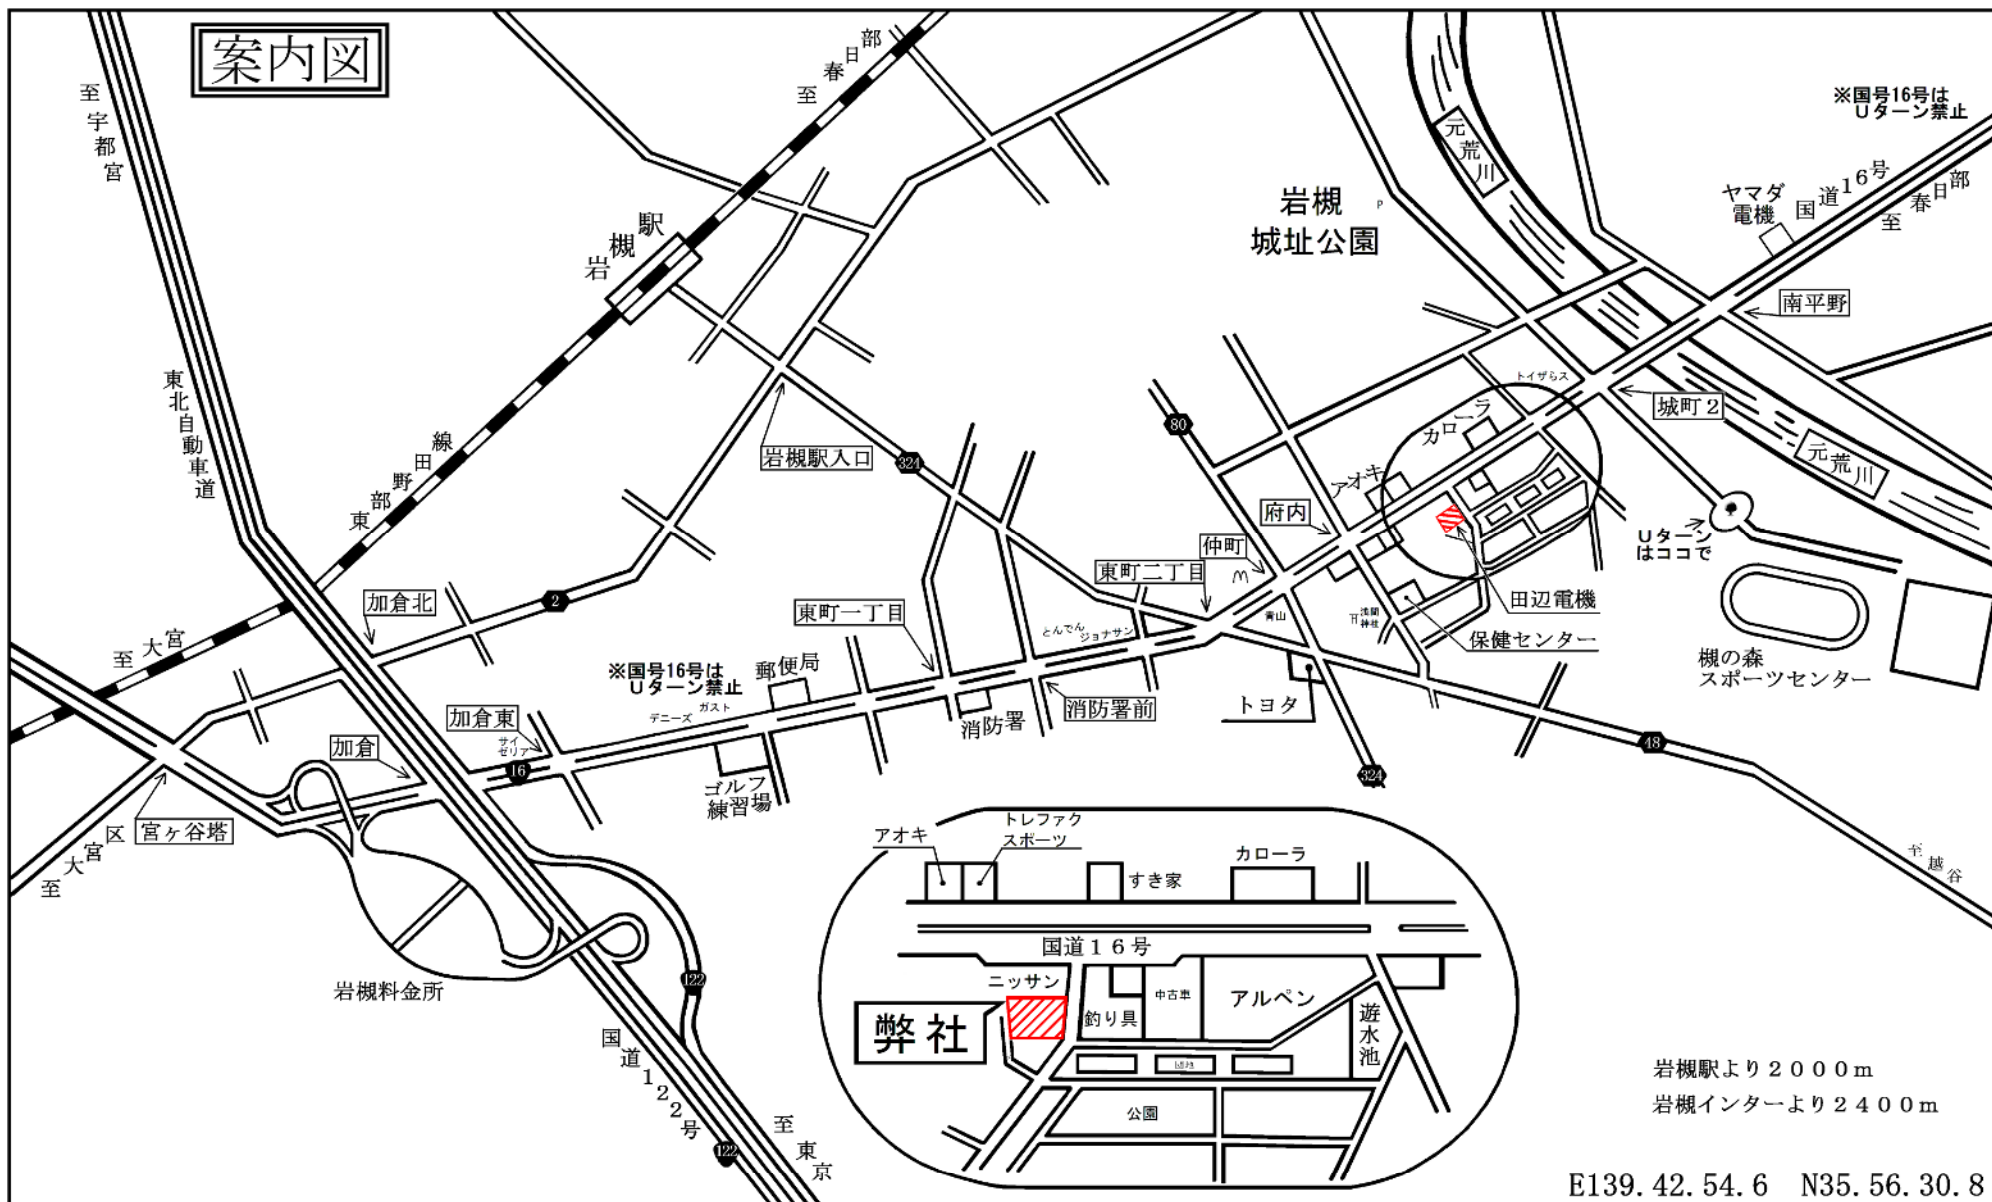 案内図
至宇都宮
至春日部
※国号16号は
Uターン禁止
元荒川
ヤマダ
電機
国道16号
至春日部
岩槻
城址公園
P
岩槻駅
南平野
トイザらス
城町2
東北自動車道
東部野田線
カローラ
80
岩槻駅入口
324
アオキ
元荒川
府内
仲町
Uターン
はココで
東町二丁目
加倉北
2
東町一丁目
青山
浅間
神社
田辺電機
とんでん
ジョナサン
保健センター
至大宮
※国号16号は
Uターン禁止
郵便局
槻の森
スポーツセンター
加倉東
デニーズ
ガスト
消防署
消防署前
トヨタ
サイ
ゼリア
加倉
16
48
324
ゴルフ
練習場
宮ヶ谷塔
至大宮区
至越谷
アオキ
トレファク
スポーツ
すき家
カローラ
国道16号
岩槻料金所
122
ニッサン
弊社
釣り具
中古車
アルペン
遊水池
団地
公園
国道122号
122
至東京
岩槻駅より2000m
岩槻インターより2400m
E139.42.54.6 N35.56.30.8